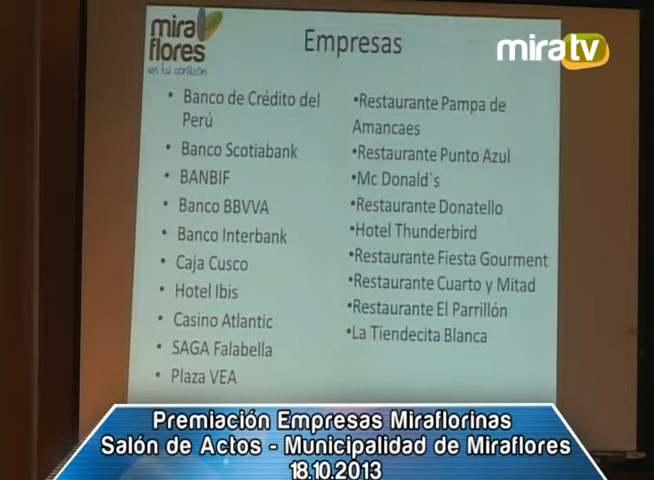 mira
flores
en tu corazón
Empresas
miratv
• Banco de Crédito del
Perú
• Banco Scotiabank
• BANBIF
• Banco BBVVA
• Banco Interbank
• Caja Cusco
• Hotel Ibis
• Casino Atlantic
• SAGA Falabella
• Plaza VEA
•Restaurante Pampa de
Amancaes
•Restaurante Punto Azul
•Mc Donald´s
•Restaurante Donatello
•Hotel Thunderbird
•Restaurante Fiesta Gourment
•Restaurante Cuarto y Mitad
•Restaurante El Parrillón
•La Tiendecita Blanca
Premiación Empresas Miraflorinas
Salón de Actos - Municipalidad de Miraflores
18.10.2013